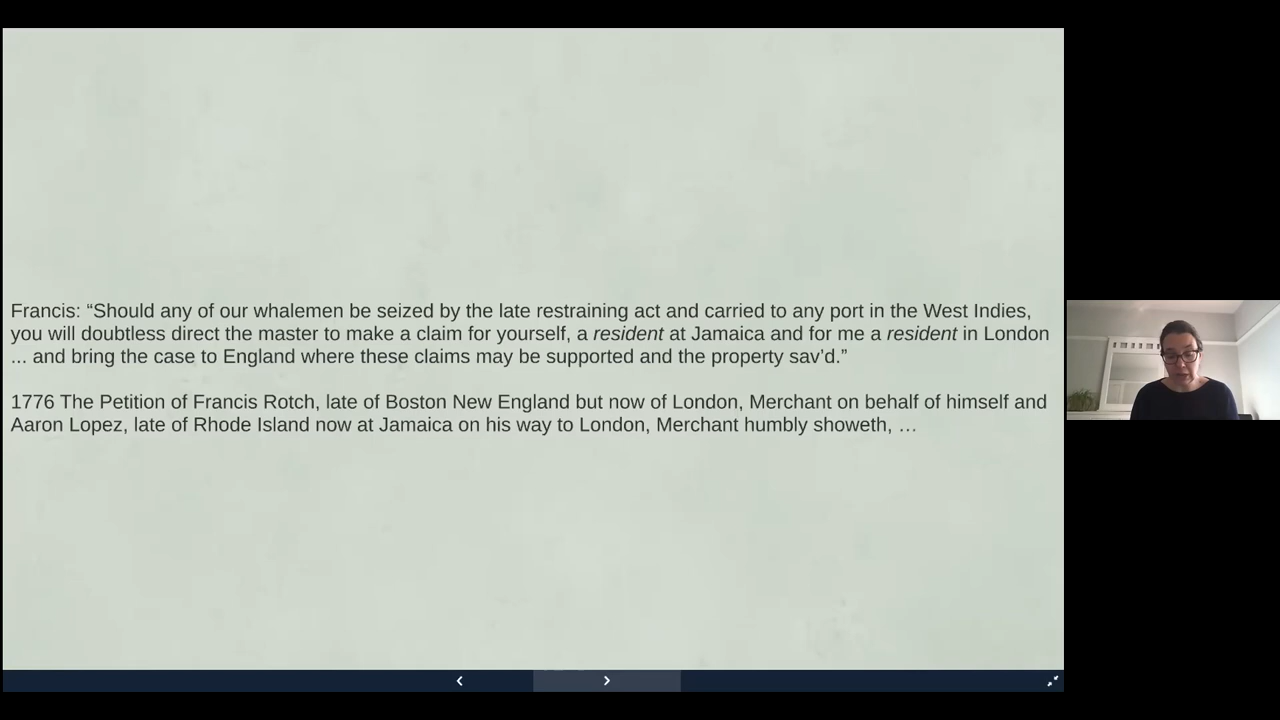 Francis: “Should any of our whalemen be seized by the late restraining act and carried to any port in the West Indies,
you will doubtless direct the master to make a claim for yourself, a resident at Jamaica and for me a resident in London
... and bring the case to England where these claims may be supported and the property sav’d.”
1776 The Petition of Francis Rotch, late of Boston New England but now of London, Merchant on behalf of himself and
Aaron Lopez, late of Rhode Island now at Jamaica on his way to London, Merchant humbly showeth, …